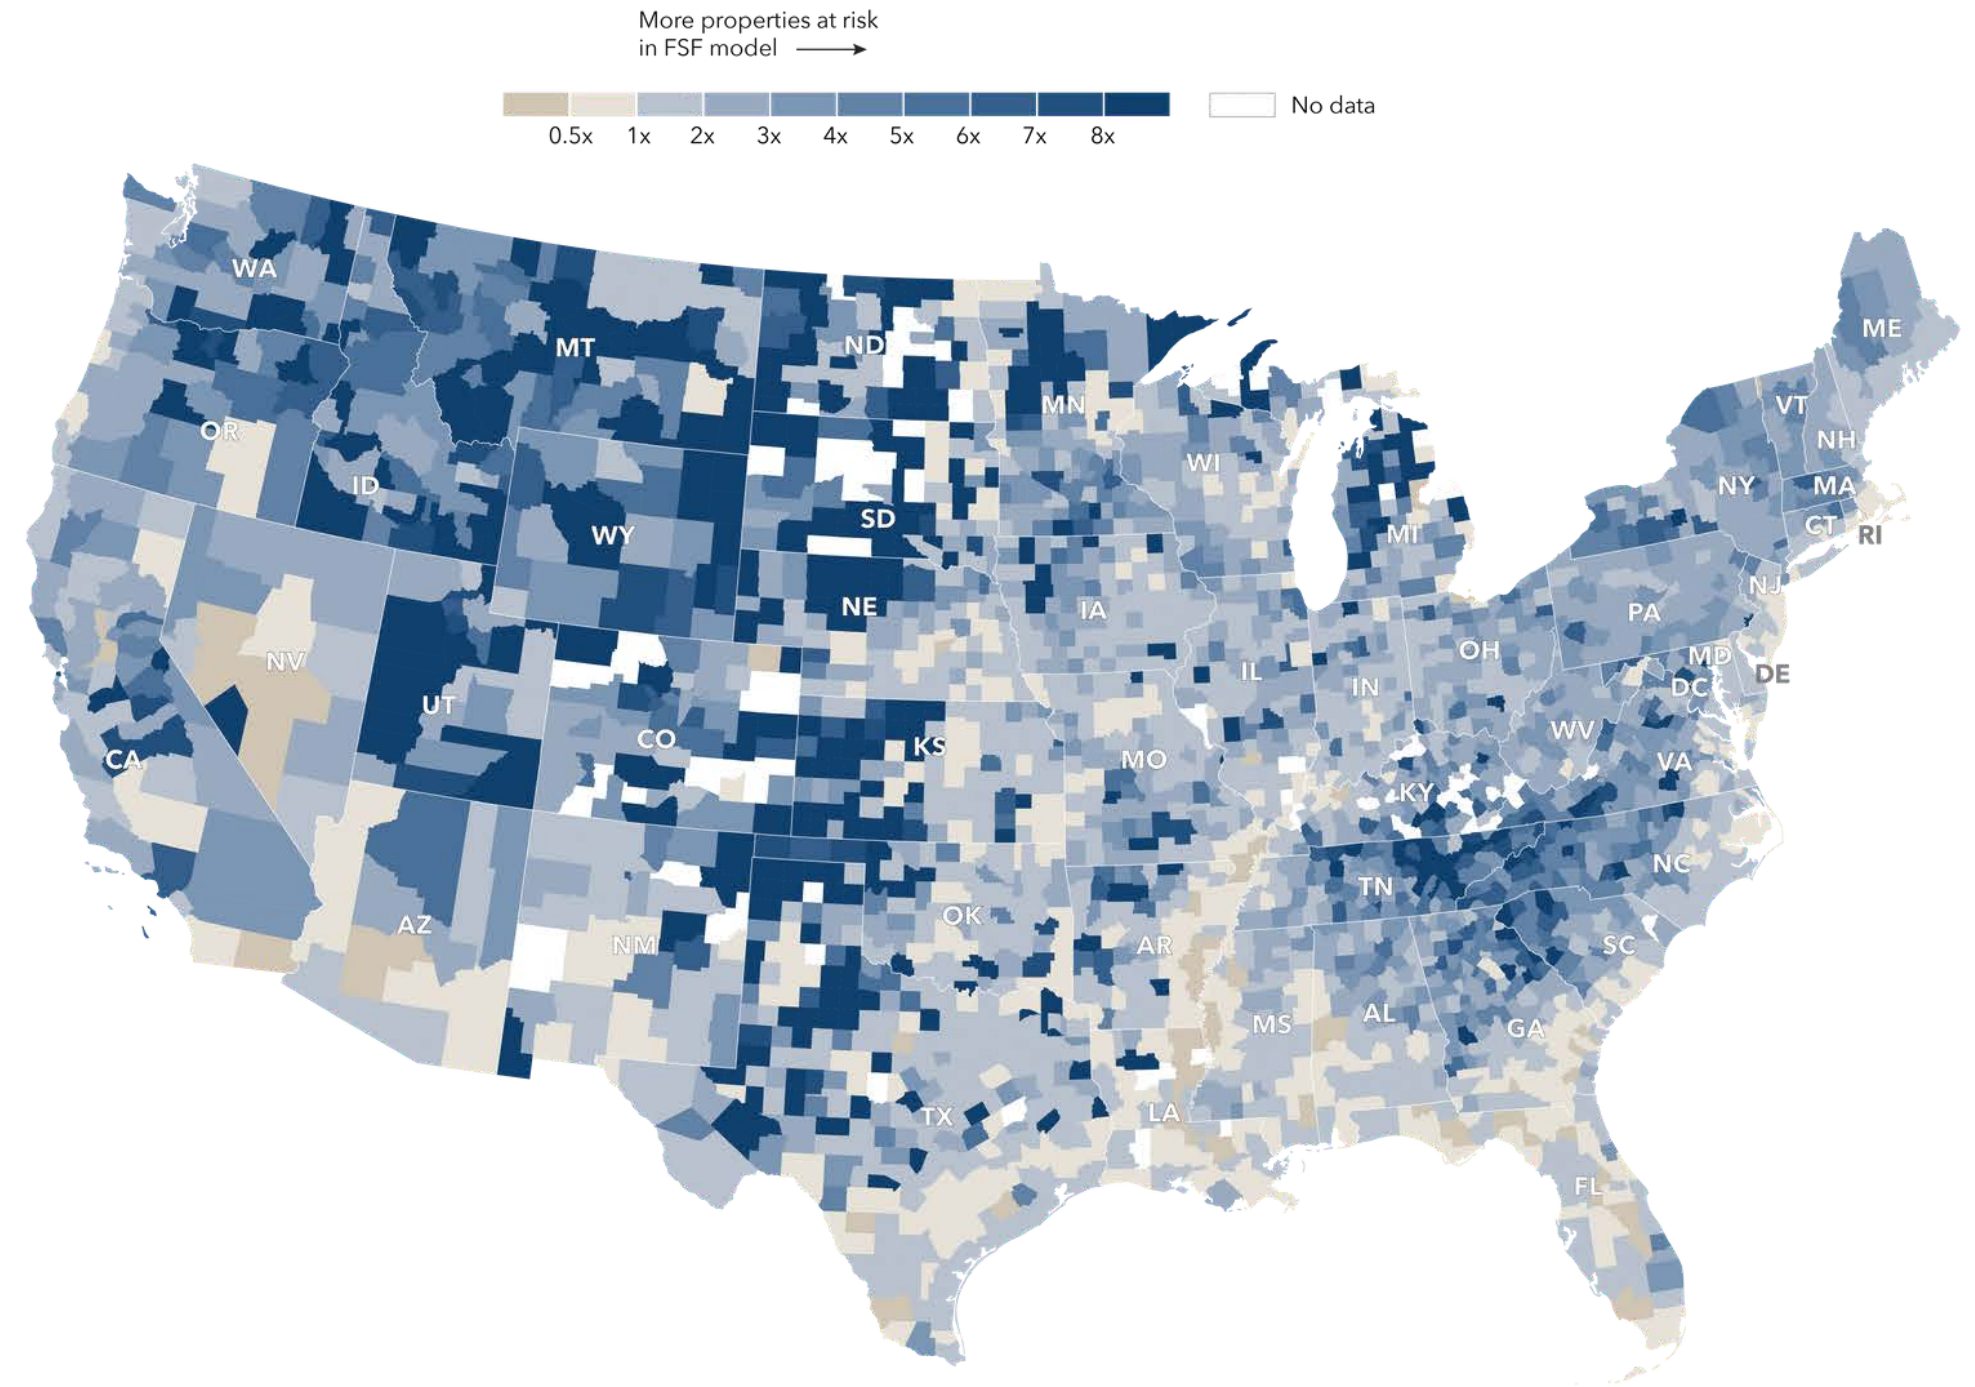 More properties at risk
in FSF model
No data
0.5x 1x 2x 3x 4x 5x 6x 7x 8x
WA
ME
MT
ND
VT
MN
OR
NH
WI
ID
NY
MA
SD
CT
RI
WY
MI
NJ
NE
IA
PA
OH
MD
NV
IL
DE
IN
DC
UT
WV
CO
KS
MO
VA
CA
KY
NC
TN
OK
AZ
NM
AR
SC
AL
MS
GA
LA
TX
FL